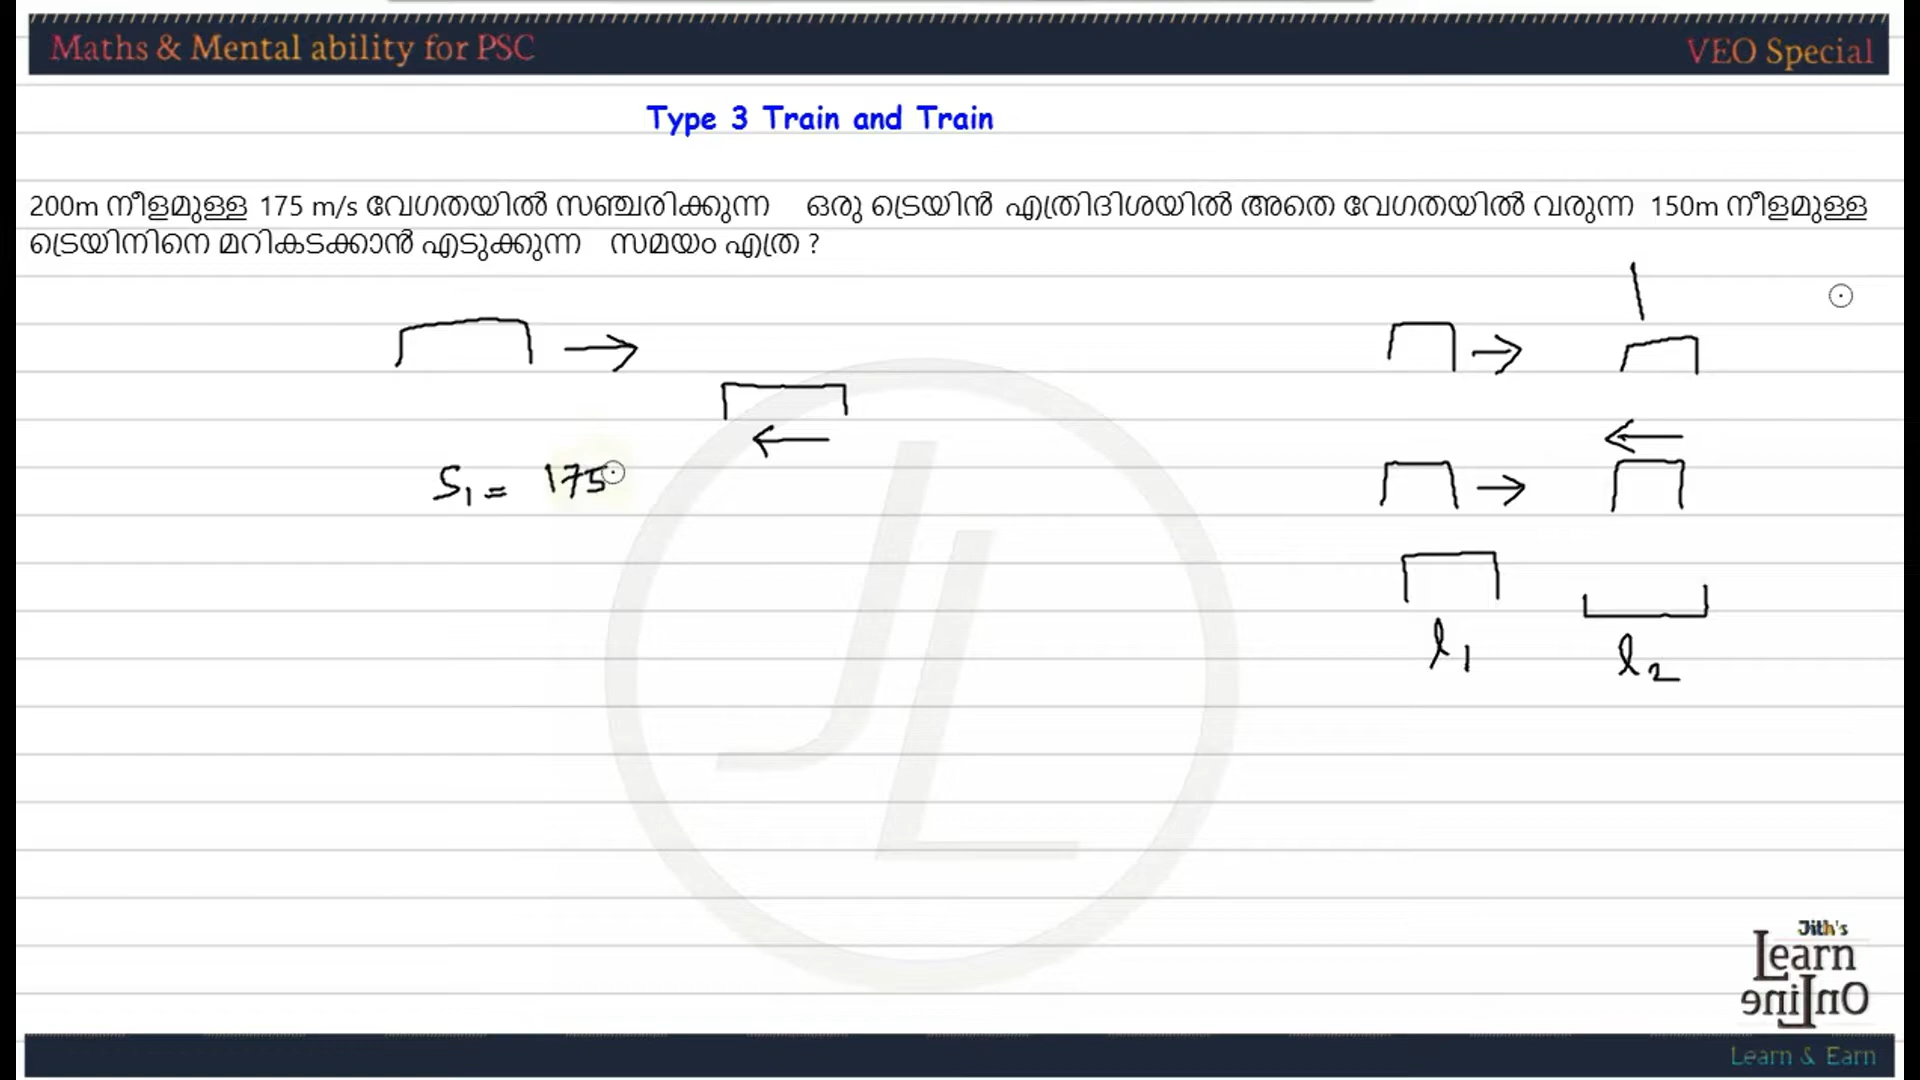 Maths & Mental ability for PSC
VEO Special
Type 3 Train and Train
200m നീളമുള്ള 175 m/s വേഗതയിൽ സഞ്ചരിക്കുന്ന ഒരു ട്രെയിൻ എത്രിദിശയിൽ അതെ വേഗതയിൽ വരുന്ന 150m നീളമുള്ള
ട്രെയിനിനെ മറികടക്കാൻ എടുക്കുന്ന സമയം എത്ര ?
S1 = 175
l1
l2
JL
Jith's
Learn
OnLine
Learn & Earn